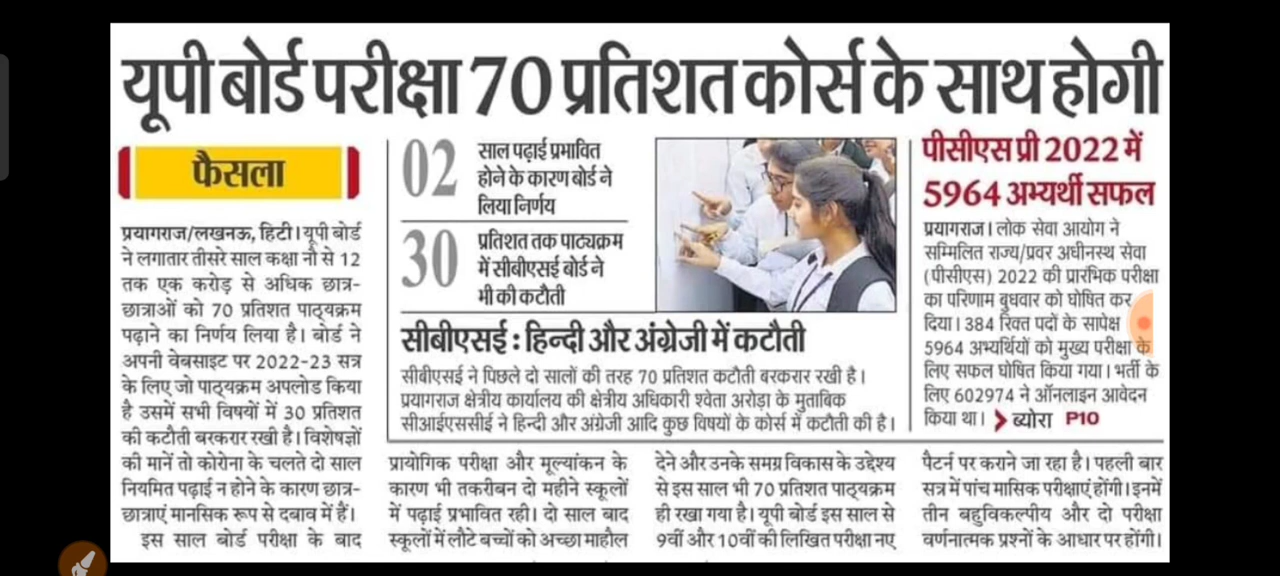 यूपी बोर्ड परीक्षा 70 प्रतिशत कोर्स के साथ होगी
फैसला
प्रयागराज/लखनऊ, हिटी। यूपी बोर्ड
ने लगातार तीसरे साल कक्षा नौ से 12
तक एक करोड़ से अधिक छात्र-
छात्राओं को 70 प्रतिशत पाठ्यक्रम
पढ़ाने का निर्णय लिया है। बोर्ड ने
अपनी वेबसाइट पर 2022-23 सत्र
के लिए जो पाठ्यक्रम अपलोड किया
है उसमें सभी विषयों में 30 प्रतिशत
की कटौती बरकरार रखी है। विशेषज्ञों
की मानें तो कोरोना के चलते दो साल
नियमित पढ़ाई न होने के कारण छात्र-
छात्राएं मानसिक रूप से दबाव में हैं।
इस साल बोर्ड परीक्षा के बाद
02
साल पढ़ाई प्रभावित
होने के कारण बोर्ड ने
लिया निर्णय
30
प्रतिशत तक पाठ्यक्रम
में सीबीएसई बोर्ड ने
भी की कटौती
सीबीएसई : हिन्दी और अंग्रेजी में कटौती
सीबीएसई ने पिछले दो सालों की तरह 70 प्रतिशत कटौती बरकरार रखी है।
प्रयागराज क्षेत्रीय कार्यालय की क्षेत्रीय अधिकारी श्वेता अरोड़ा के मुताबिक
सीआईएससीई ने हिन्दी और अंग्रेजी आदि कुछ विषयों के कोर्स में कटौती की है।
प्रायोगिक परीक्षा और मूल्यांकन के
कारण भी तकरीबन दो महीने स्कूलों
में पढ़ाई प्रभावित रही। दो साल बाद
स्कूलों में लौटे बच्चों को अच्छा माहौल
देने और उनके समग्र विकास के उद्देश्य
से इस साल भी 70 प्रतिशत पाठ्यक्रम
ही रखा गया है। यूपी बोर्ड इस साल से
9वीं और 10वीं की लिखित परीक्षा नए
पैटर्न पर कराने जा रहा है। पहली बार
सत्र में पांच मासिक परीक्षाएं होंगी। इनमें
तीन बहुविकल्पीय और दो परीक्षा
वर्णनात्मक प्रश्नों के आधार पर होंगी।
पीसीएस प्री 2022 में
5964 अभ्यर्थी सफल
प्रयागराज। लोक सेवा आयोग ने
सम्मिलित राज्य/प्रवर अधीनस्थ सेवा
(पीसीएस) 2022 की प्रारंभिक परीक्षा
का परिणाम बुधवार को घोषित कर
दिया। 384 रिक्त पदों के सापेक्ष
5964 अभ्यर्थियों को मुख्य परीक्षा के
लिए सफल घोषित किया गया। भर्ती के
लिए 602974 ने ऑनलाइन आवेदन
किया था। ब्योरा P10